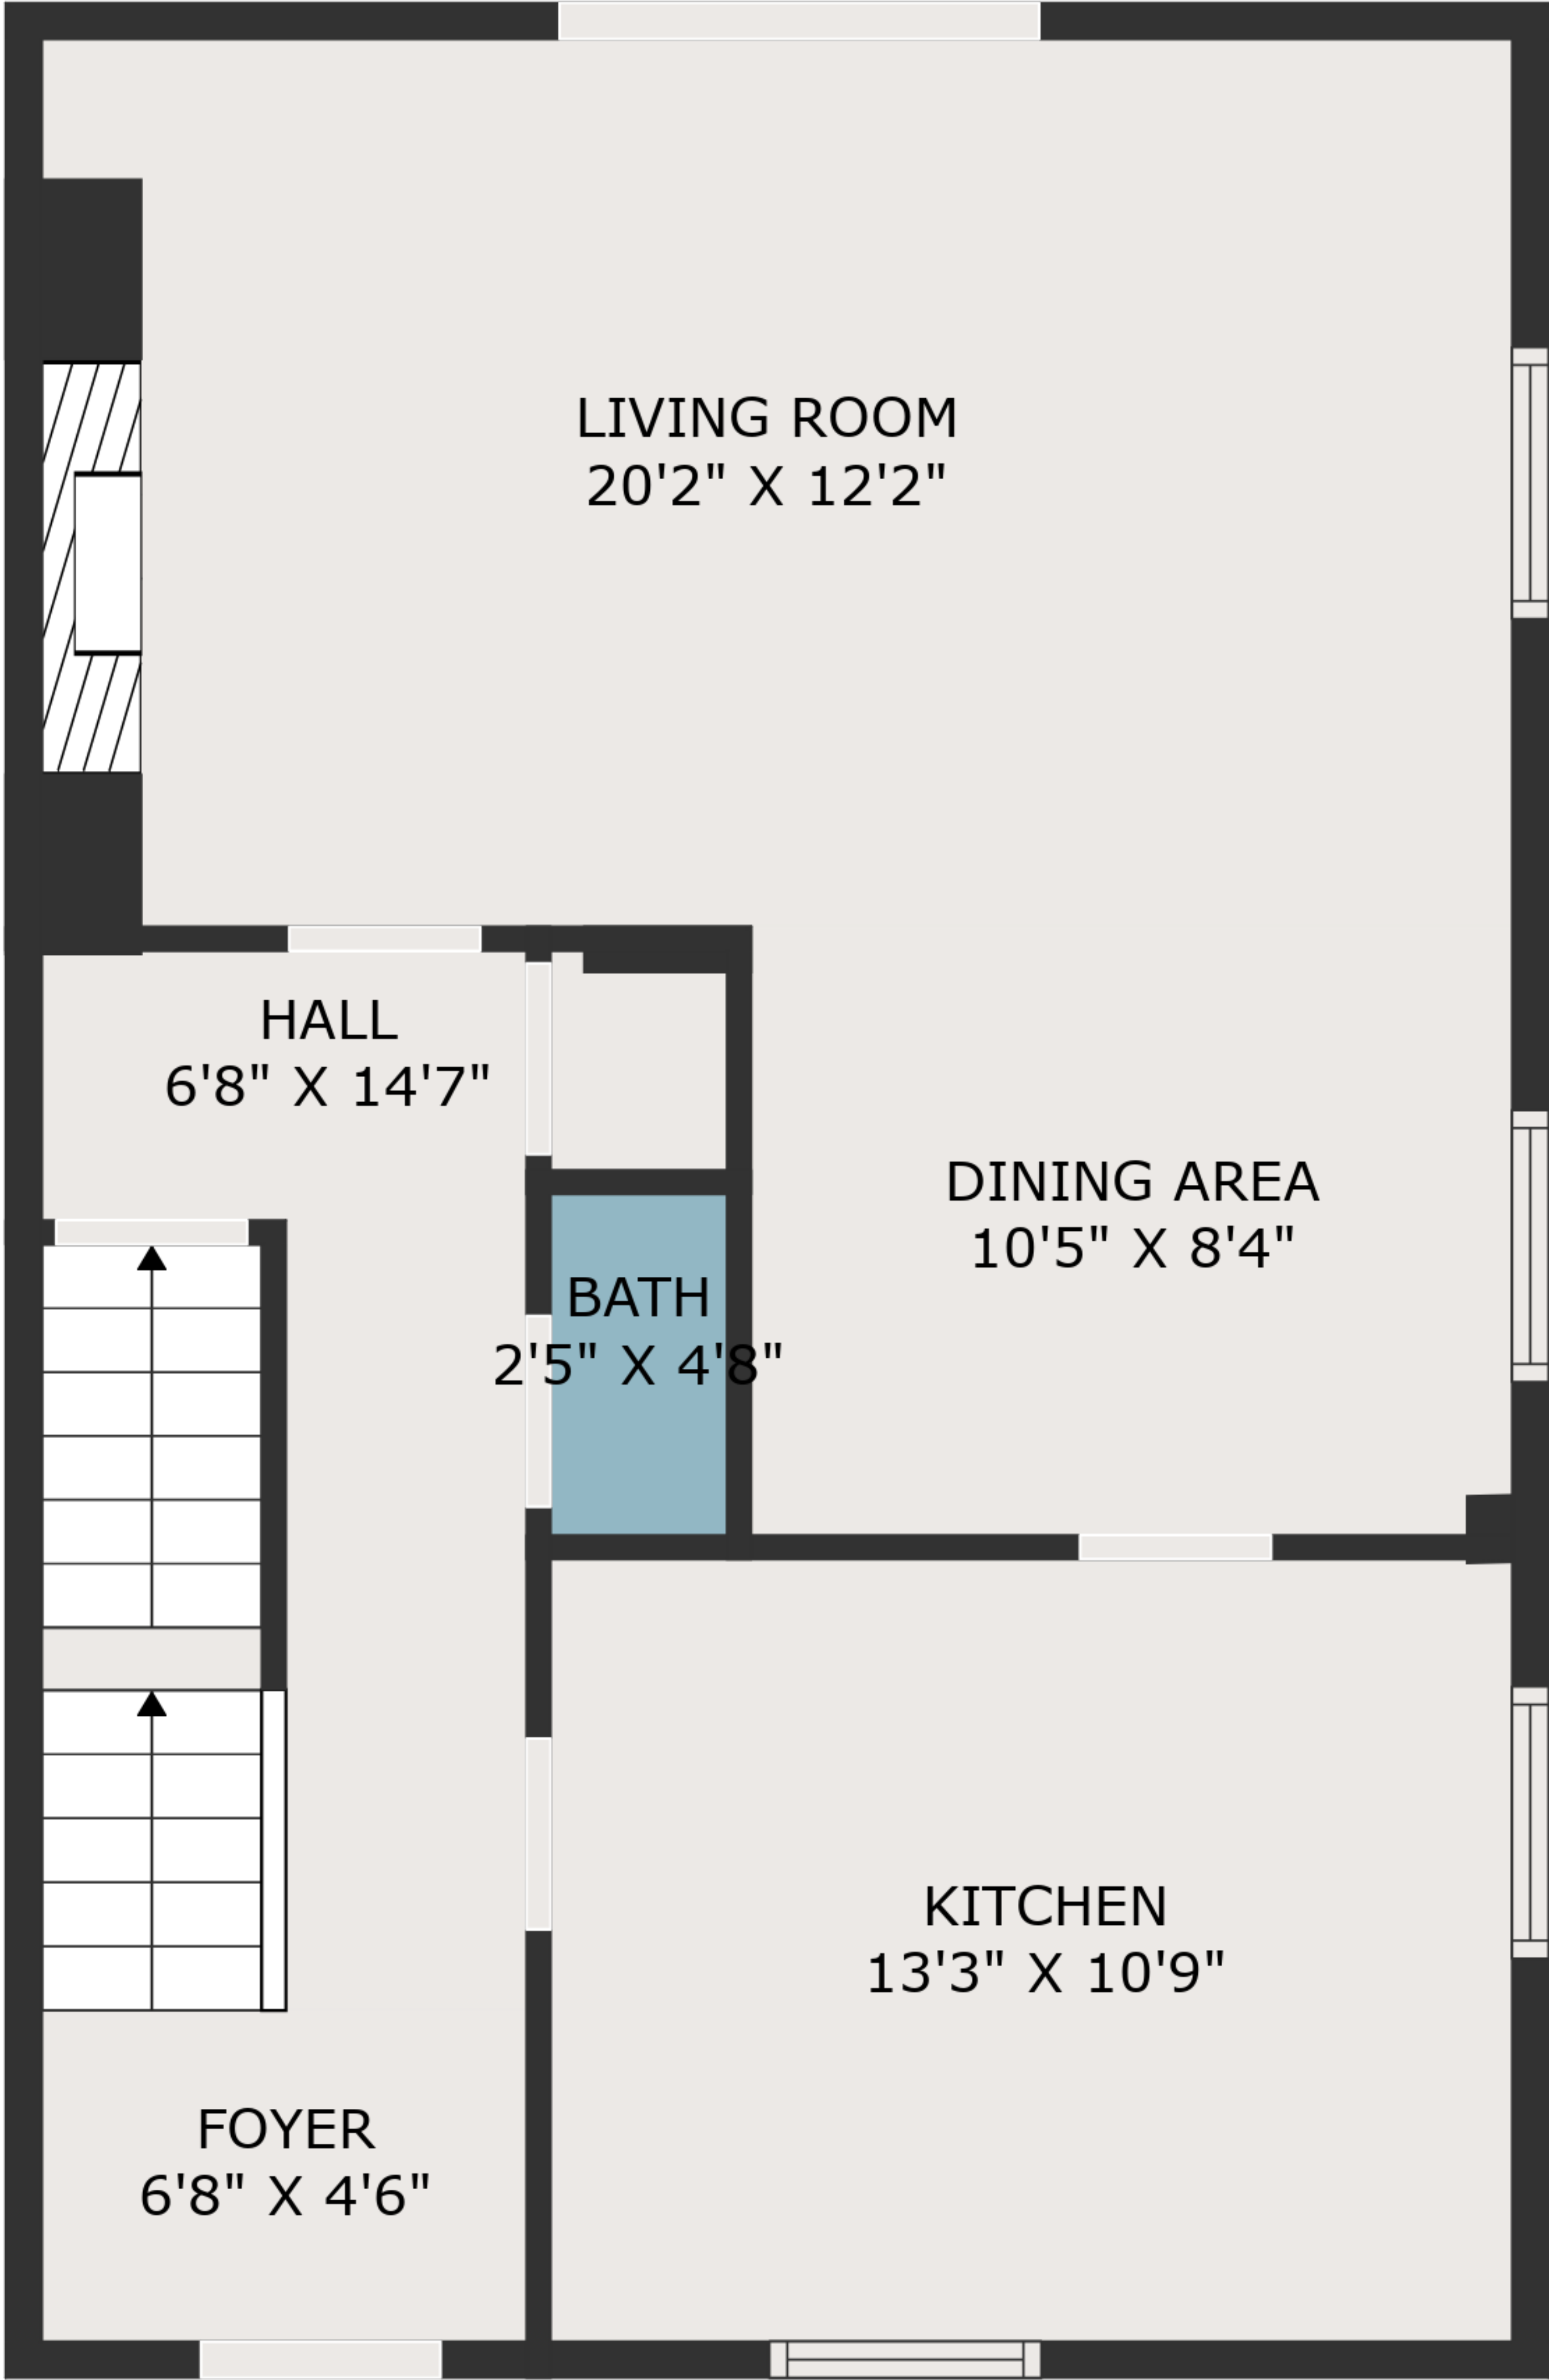 LIVING ROOM
20'2" X 12'2"
HALL
6'8" X 14'7"
DINING AREA
10'5" X 8'4"
BATH
2'5" X 4'8"
KITCHEN
13'3" X 10'9"
FOYER
6'8" X 4'6"